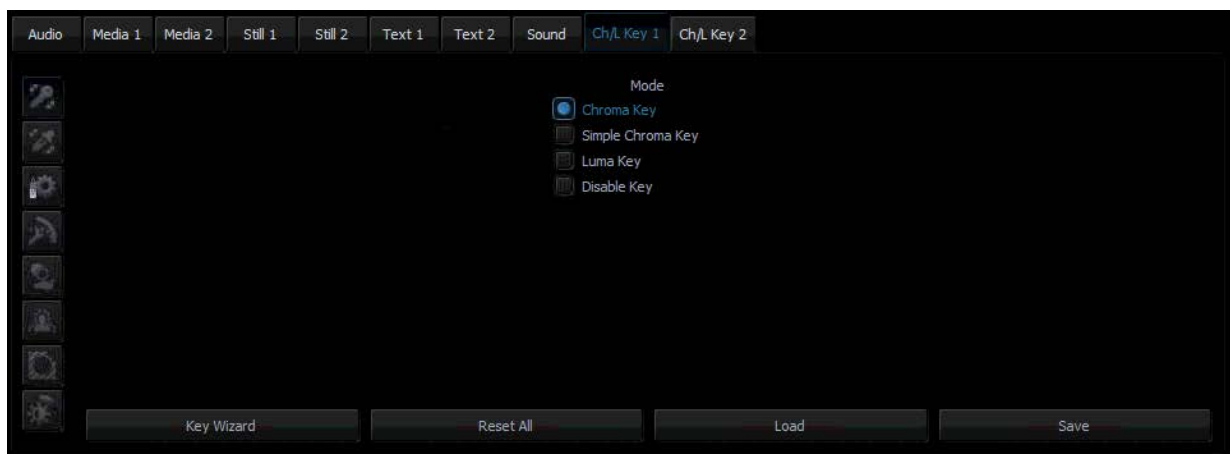 Audio Media 1 Media 2 Still 1 Still 2 Text 1 Text 2 Sound Ch/L Key 1 Ch/L Key 2
Mode
Chroma Key
Simple Chroma Key
Luma Key
Disable Key
Key Wizard Reset All Load Save